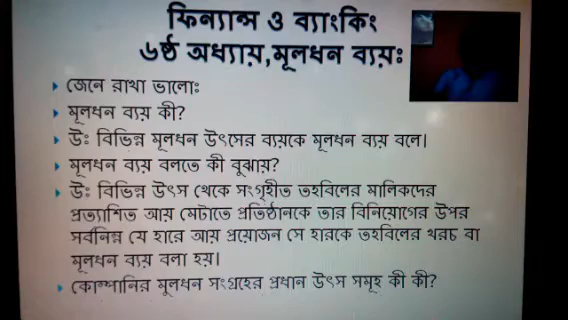 ফিন্যান্স ও ব্যাংকিং
৬ষ্ঠ অধ্যায়,মূলধন ব্যয়ঃ
জেনে রাখা ভালোঃ
মূলধন ব্যয় কী?
উঃ বিভিন্ন মূলধন উৎসের ব্যয়কে মূলধন ব্যয় বলে।
মূলধন ব্যয় বলতে কী বুঝায়?
উঃ বিভিন্ন উৎস থেকে সংগৃহীত তহবিলের মালিকদের
প্রত্যাশিত আয় মেটাতে প্রতিষ্ঠানকে তার বিনিয়োগের উপর
সর্বনিম্ন যে হারে আয় প্রয়োজন সে হারকে তহবিলের খরচ বা
মূলধন ব্যয় বলা হয়।
কোম্পানির মুলধন সংগ্রহের প্রধান উৎস সমূহ কী কী?